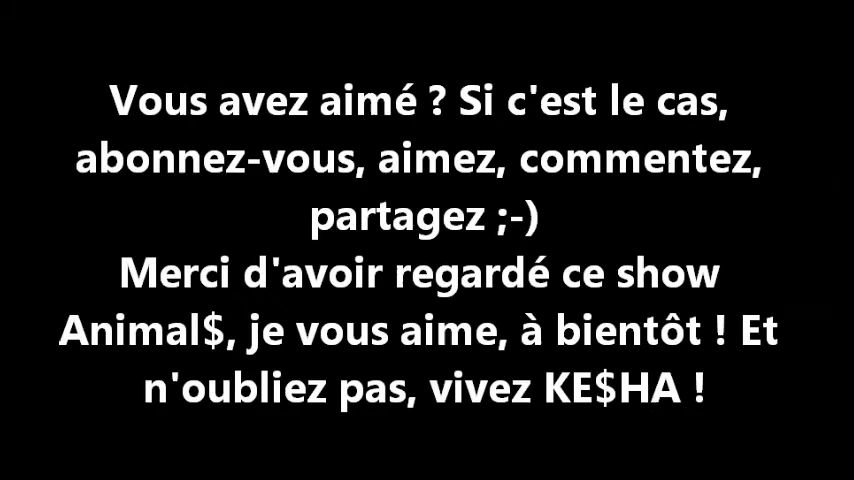 Vous avez aimé ? Si c'est le cas,
abonnez-vous, aimez, commentez,
partagez ;-)
Merci d'avoir regardé ce show
Animal$, je vous aime, à bientôt ! Et
n'oubliez pas, vivez KE$HA !